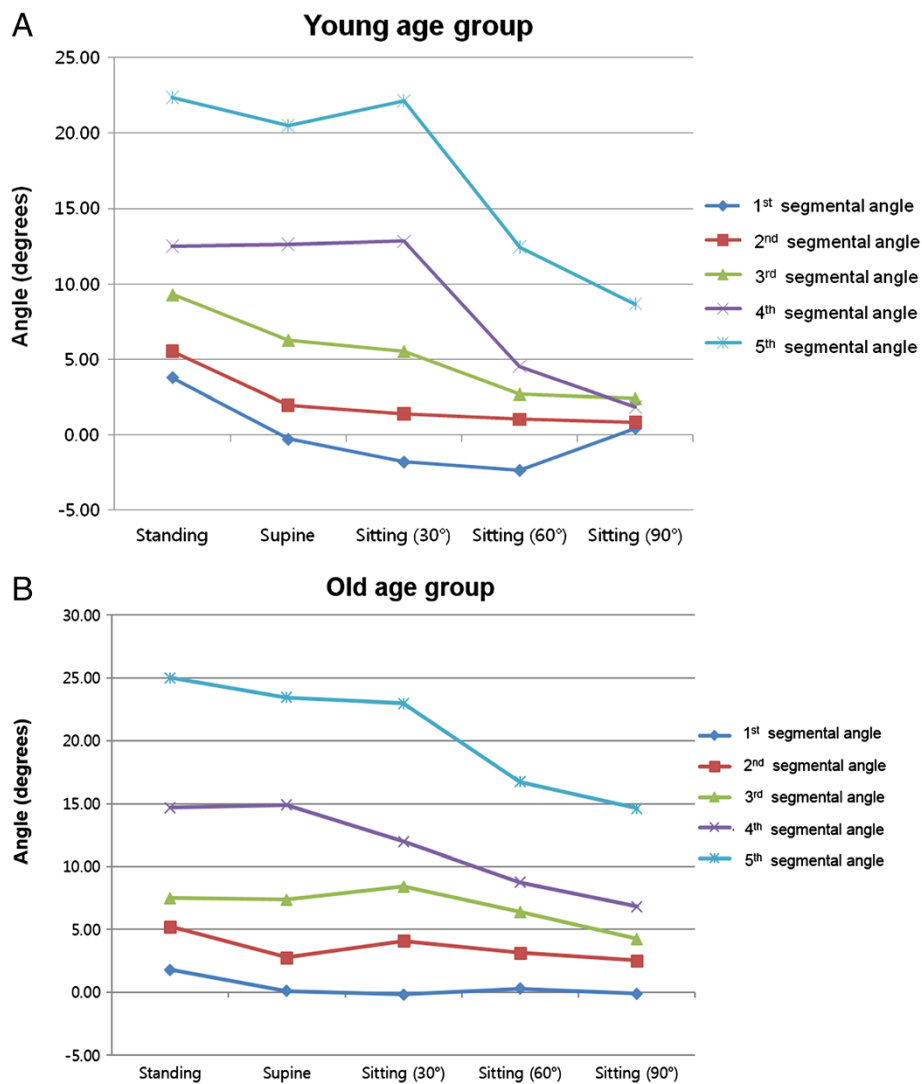 A
Young age group
Angle (degrees)
25.00
20.00
15.00
10.00
5.00
0.00
-5.00
Standing
Supine
Sitting (30°)
Sitting (60°)
Sitting (90°)
1st segmental angle
2nd segmental angle
3rd segmental angle
4th segmental angle
5th segmental angle
B
Old age group
Angle (degrees)
30.00
25.00
20.00
15.00
10.00
5.00
0.00
-5.00
Standing
Supine
Sitting (30°)
Sitting (60°)
Sitting (90°)
1st segmental angle
2nd segmental angle
3rd segmental angle
4th segmental angle
5th segmental angle